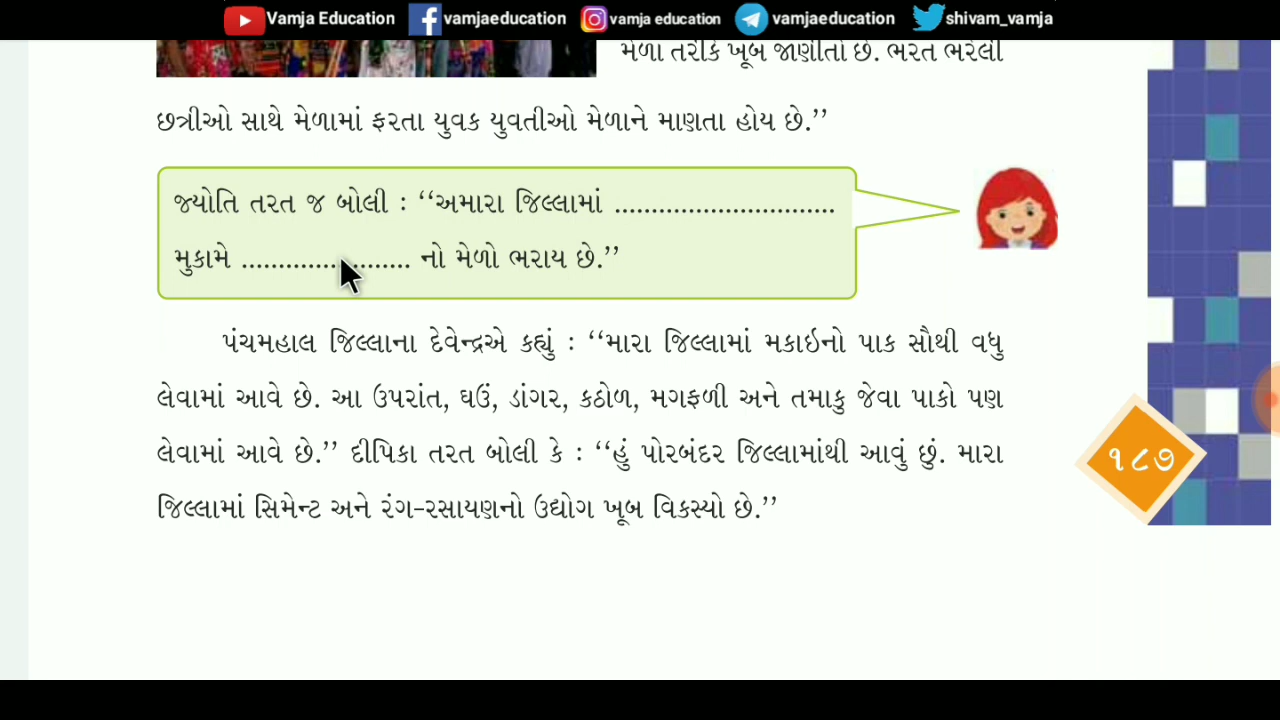 Vamja Education vamjaeducation vamja education vamjaeducation shivam_vamja
મેળા તરીકે ખૂબ જાણીતો છે. ભરત ભરેલી
છત્રીઓ સાથે મેળામાં ફરતા યુવક યુવતીઓ મેળાને માણતા હોય છે.’’
જ્યોતિ તરત જ બોલી : ‘‘અમારા જિલ્લામાં ..............................
મુકામે ....................... નો મેળો ભરાય છે.’’
પંચમહાલ જિલ્લાના દેવેન્દ્રએ કહ્યું : ‘‘મારા જિલ્લામાં મકાઇનો પાક સૌથી વધુ
લેવામાં આવે છે. આ ઉપરાંત, ઘઉં, ડાંગર, કઠોળ, મગફળી અને તમાકુ જેવા પાકો પણ
લેવામાં આવે છે.’’ દીપિકા તરત બોલી કે : ‘‘હું પોરબંદર જિલ્લામાંથી આવું છું. મારા
જિલ્લામાં સિમેન્ટ અને રંગ-રસાયણનો ઉદ્યોગ ખૂબ વિકસ્યો છે.’’
૧૮૭